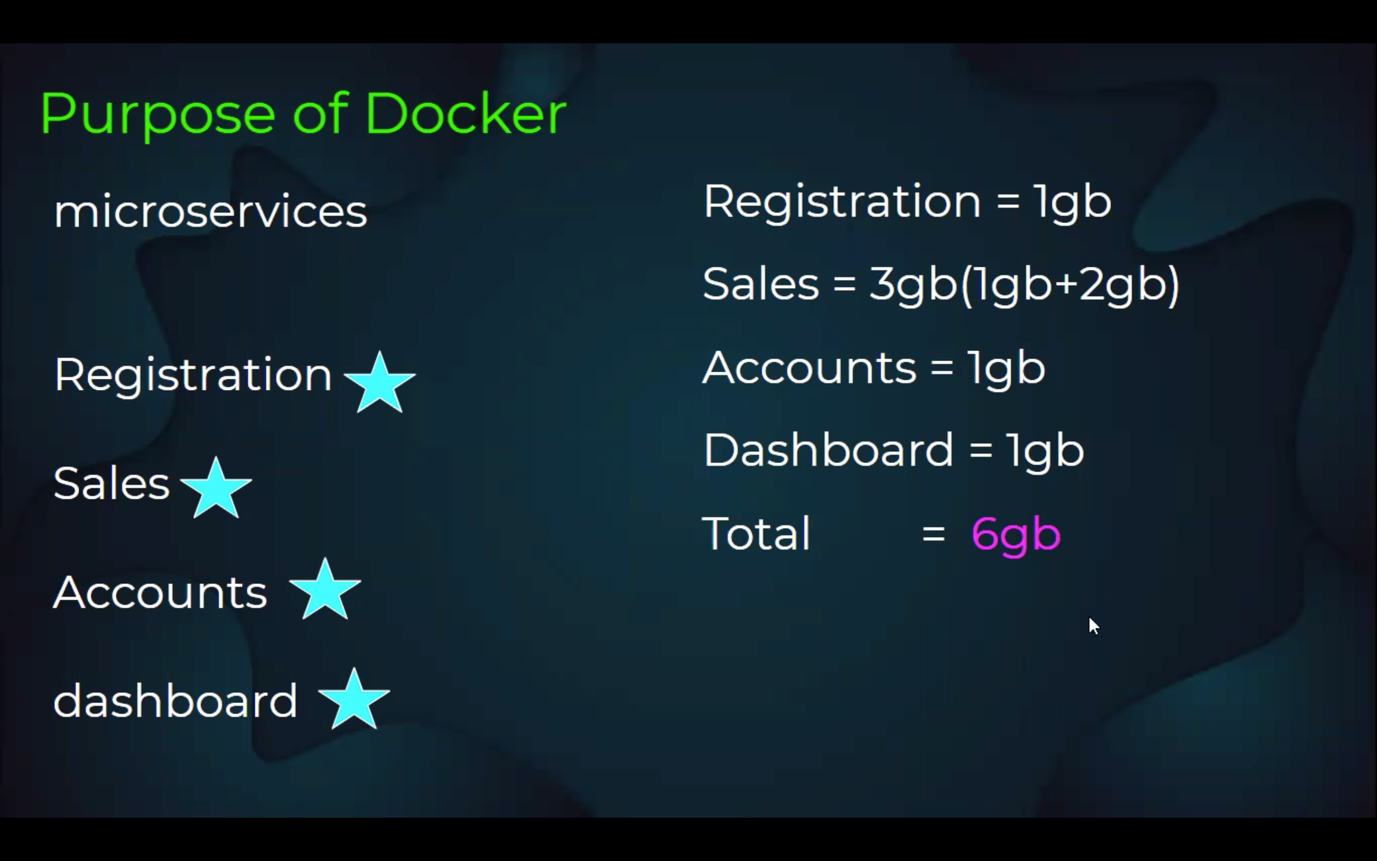 Purpose of Docker
microservices
Registration
Sales
Accounts
dashboard
Registration = 1gb
Sales = 3gb(1gb+2gb)
Accounts = 1gb
Dashboard = 1gb
Total = 6gb